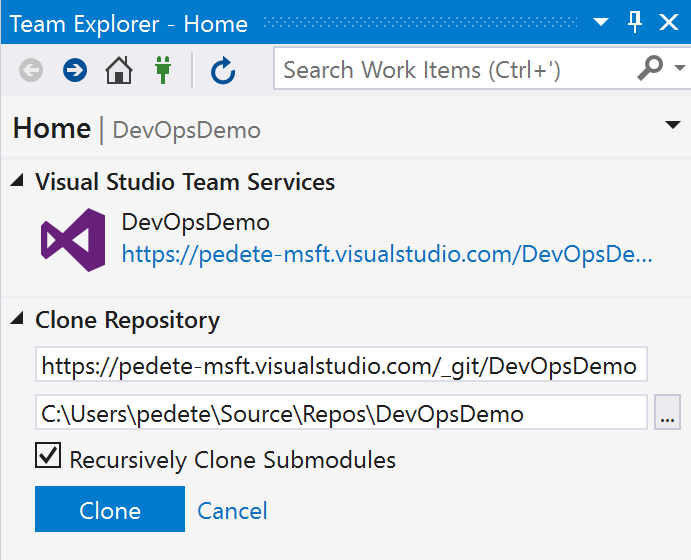 Team Explorer - Home
Search Work Items (Ctrl+')
Home | DevOpsDemo
Visual Studio Team Services
DevOpsDemo
https://pedete-msft.visualstudio.com/DevOpsDe...
Clone Repository
https://pedete-msft.visualstudio.com/_git/DevOpsDemo
C:\Users\pedete\Source\Repos\DevOpsDemo
...
Recursively Clone Submodules
Clone Cancel